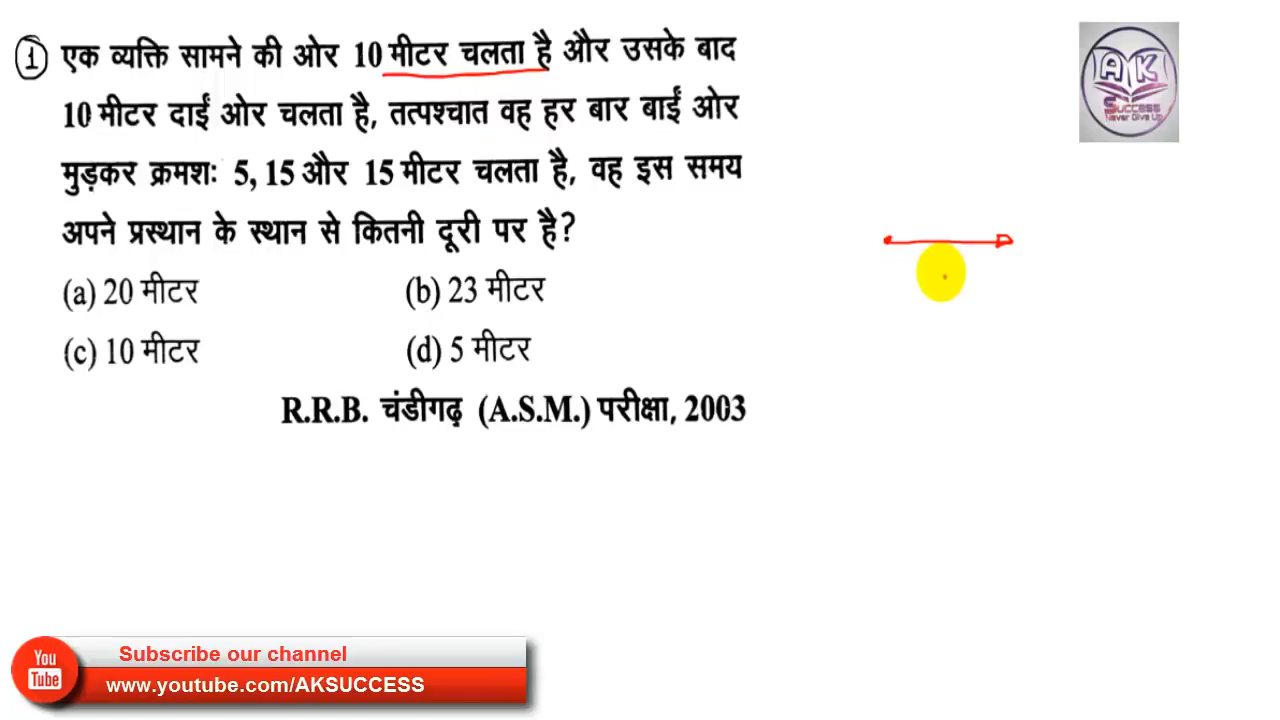 1 एक व्यक्ति सामने की ओर 10 मीटर चलता है और उसके बाद
10 मीटर दाईं ओर चलता है, तत्पश्चात वह हर बार बाईं ओर
मुड़कर क्रमशः 5, 15 और 15 मीटर चलता है, वह इस समय
अपने प्रस्थान के स्थान से कितनी दूरी पर है?
(a) 20 मीटर (b) 23 मीटर
(c) 10 मीटर (d) 5 मीटर
R.R.B. चंडीगढ़ (A.S.M.) परीक्षा, 2003
AK
Success
Never Give Up
You
Tube
Subscribe our channel
www.youtube.com/AKSUCCESS